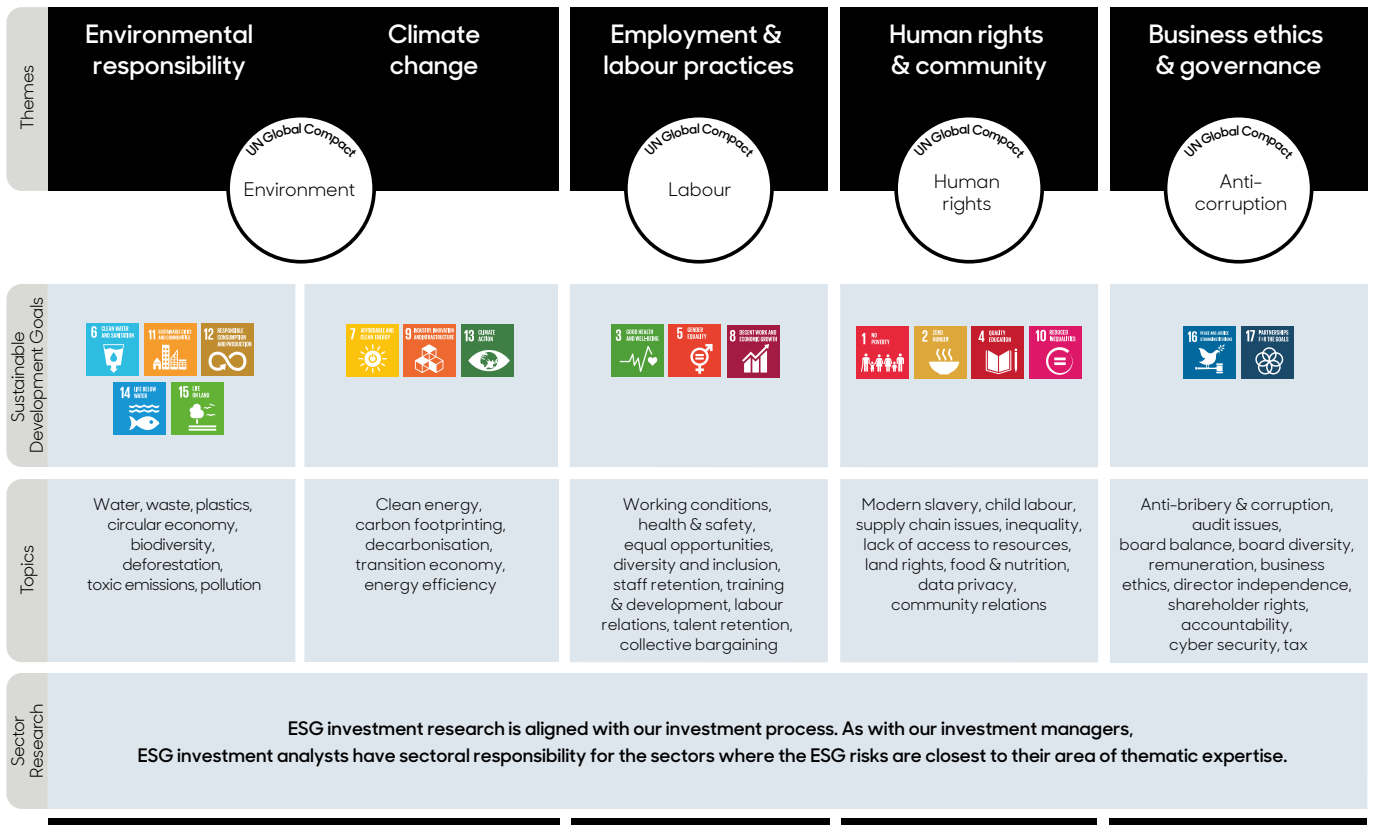 Themes
Environmental
responsibility
Climate
change
Employment &
labour practices
Human rights
& community
Business ethics
& governance
UN Global Compact
Environment
UN Global Compact
Labour
UN Global Compact
Human
rights
UN Global Compact
Anti-
corruption
Sustainable
Development Goals
6 CLEAN WATER
AND SANITATION
11 SUSTAINABLE CITIES
AND COMMUNITIES
12 RESPONSIBLE
CONSUMPTION
AND PRODUCTION
14 LIFE BELOW
WATER
15 LIFE
ON LAND
7 AFFORDABLE AND
CLEAN ENERGY
9 INDUSTRY, INNOVATION
AND INFRASTRUCTURE
13 CLIMATE
ACTION
3 GOOD HEALTH
AND WELL-BEING
5 GENDER
EQUALITY
8 DECENT WORK AND
ECONOMIC GROWTH
1 NO
POVERTY
2 ZERO
HUNGER
4 QUALITY
EDUCATION
10 REDUCED
INEQUALITIES
16 PEACE AND JUSTICE
STRONG INSTITUTIONS
17 PARTNERSHIPS
FOR THE GOALS
Topics
Water, waste, plastics,
circular economy,
biodiversity,
deforestation,
toxic emissions, pollution
Clean energy,
carbon footprinting,
decarbonisation,
transition economy,
energy efficiency
Working conditions,
health & safety,
equal opportunities,
diversity and inclusion,
staff retention, training
& development, labour
relations, talent retention,
collective bargaining
Modern slavery, child labour,
supply chain issues, inequality,
lack of access to resources,
land rights, food & nutrition,
data privacy,
community relations
Anti-bribery & corruption,
audit issues,
board balance, board diversity,
remuneration, business
ethics, director independence,
shareholder rights,
accountability,
cyber security, tax
Sector
Research
ESG investment research is aligned with our investment process. As with our investment managers,
ESG investment analysts have sectoral responsibility for the sectors where the ESG risks are closest to their area of thematic expertise.